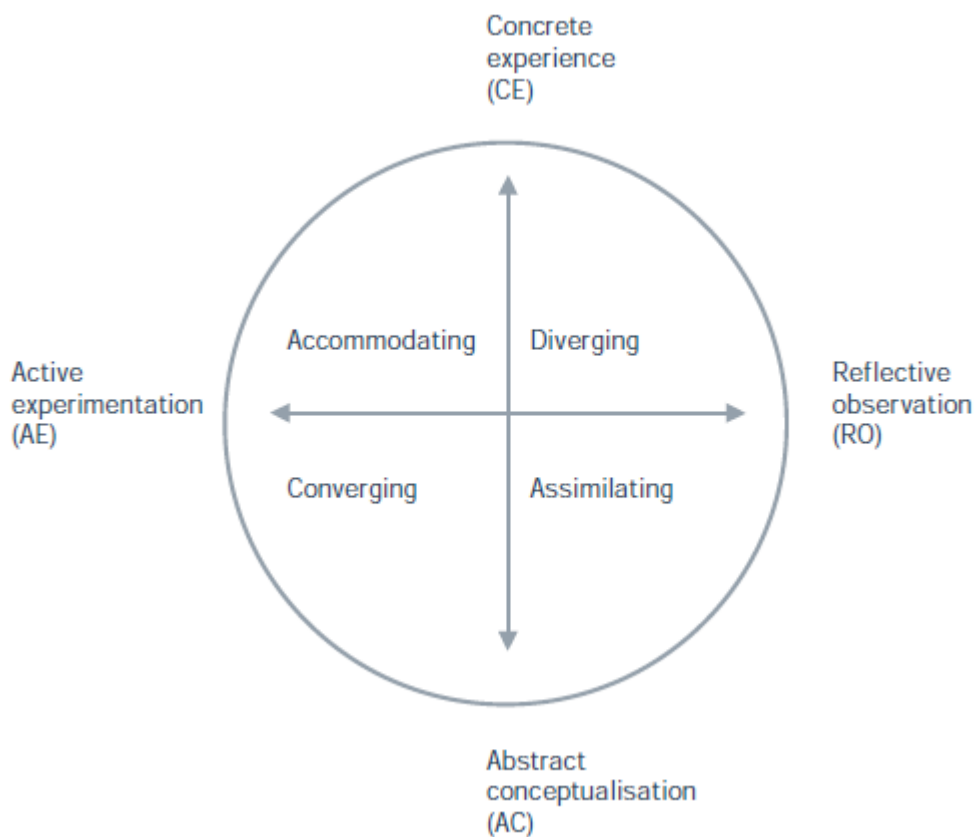 Concrete
experience
(CE)
Accommodating
Diverging
Active
experimentation
(AE)
Reflective
observation
(RO)
Converging
Assimilating
Abstract
conceptualisation
(AC)